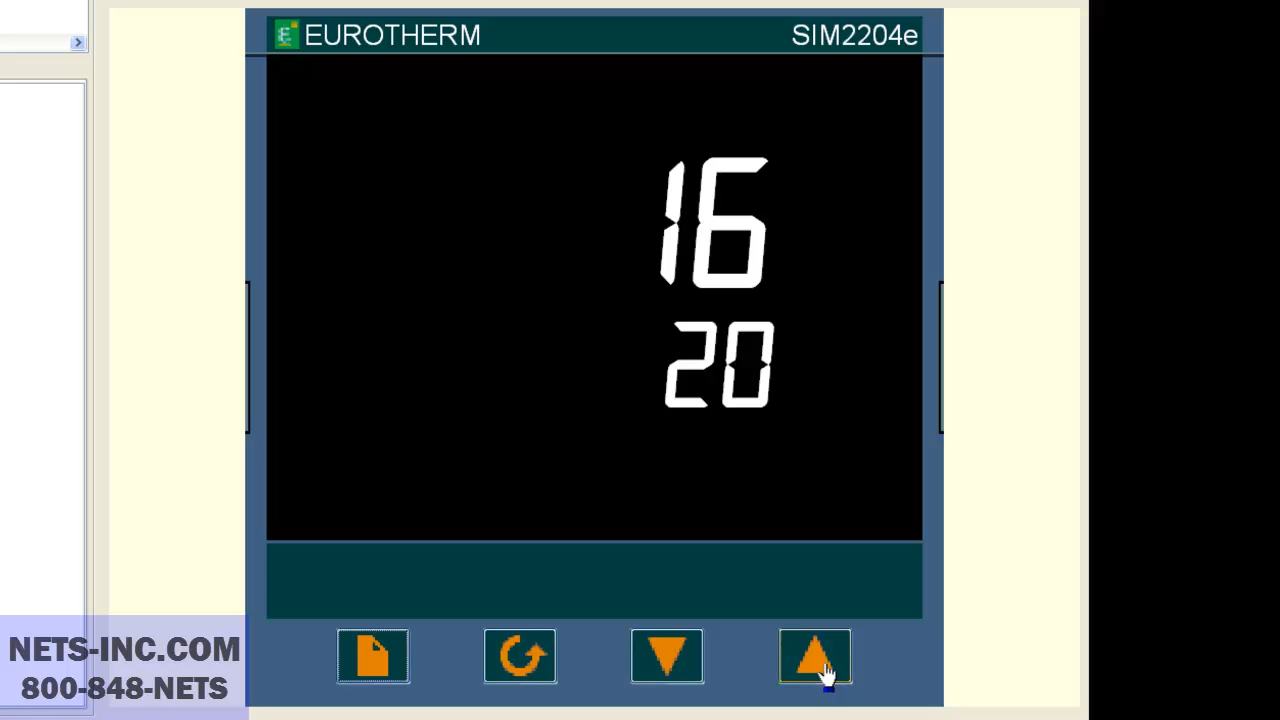 EUROTHERM SIM2204e
16
20
NETS-INC.COM
800-848-NETS